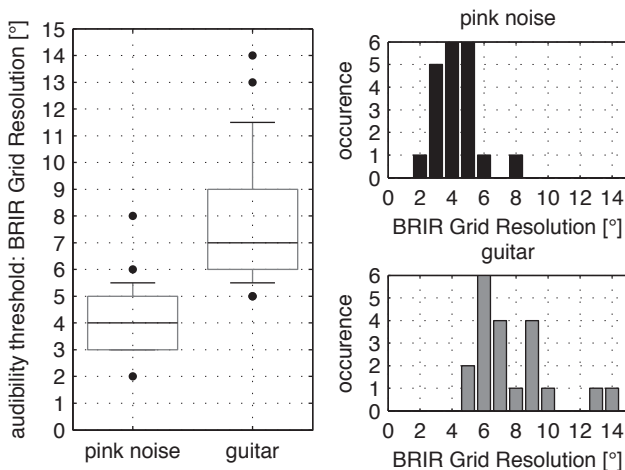 audibility threshold: BRIR Grid Resolution [°]
15
14
13
12
11
10
9
8
7
6
5
4
3
2
1
0
pink noise guitar
pink noise
occurence
6
5
4
3
2
1
0
0 2 4 6 8 10 12 14
BRIR Grid Resolution [°]
guitar
occurence
6
4
2
1
0
0 2 4 6 8 10 12 14
BRIR Grid Resolution [°]